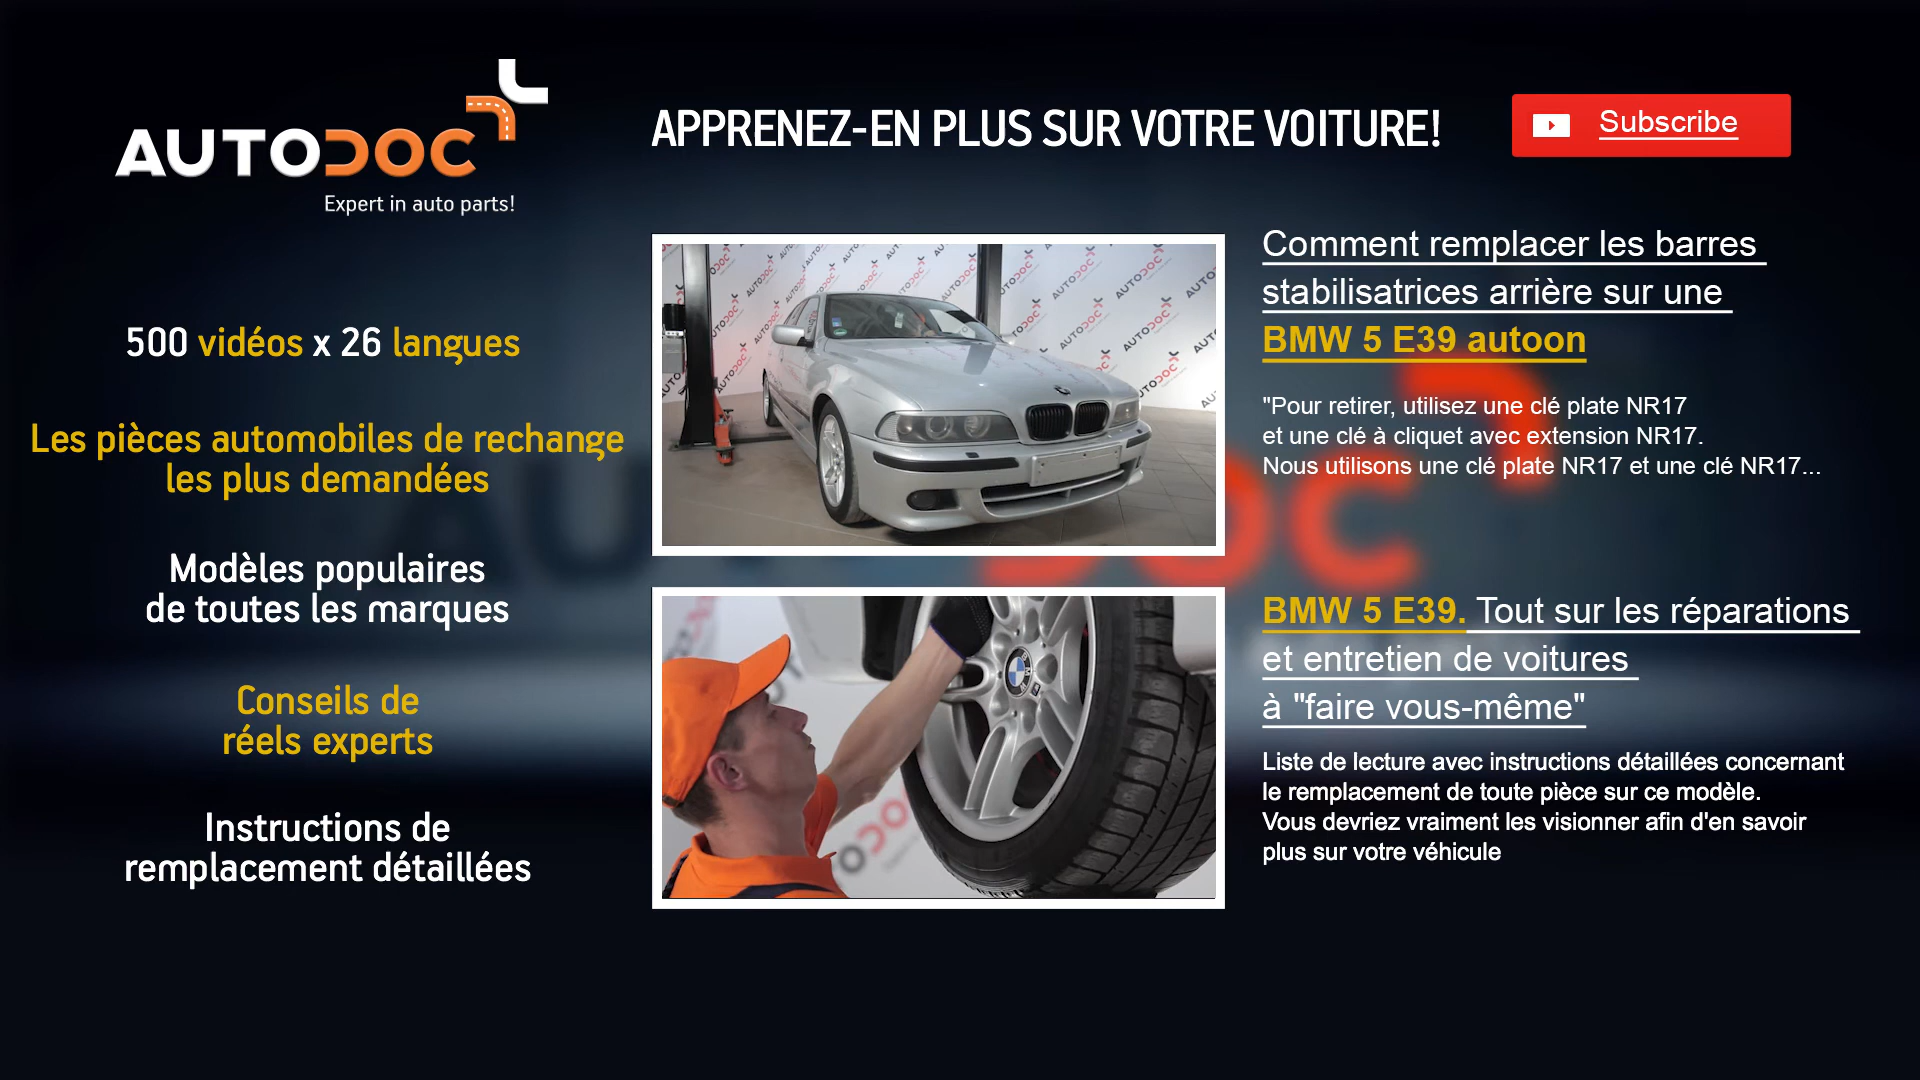 AUTODOC
Expert in auto parts!
APPRENEZ-EN PLUS SUR VOTRE VOITURE!
Subscribe
500 vidéos x 26 langues
Les pièces automobiles de rechange
les plus demandées
Modèles populaires
de toutes les marques
Conseils de
réels experts
Instructions de
remplacement détaillées
Comment remplacer les barres
stabilisatrices arrière sur une
BMW 5 E39 autoon
"Pour retirer, utilisez une clé plate NR17
et une clé à cliquet avec extension NR17.
Nous utilisons une clé plate NR17 et une clé NR17...
BMW 5 E39. Tout sur les réparations
et entretien de voitures
à "faire vous-même"
Liste de lecture avec instructions détaillées concernant
le remplacement de toute pièce sur ce modèle.
Vous devriez vraiment les visionner afin d'en savoir
plus sur votre véhicule